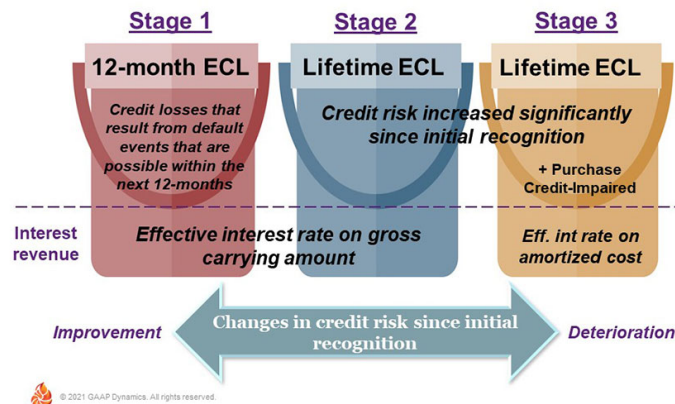 Stage 1
Stage 2
Stage 3
12-month ECL
Lifetime ECL
Lifetime ECL
Credit losses that
result from default
events that are
possible within the
next 12-months
Credit risk increased significantly
since initial recognition
+ Purchase
Credit-Impaired
Interest
revenue
Effective interest rate on gross
carrying amount
Eff. int rate on
amortized cost
Improvement
Changes in credit risk since initial
recognition
Deterioration
© 2021 GAAP Dynamics. All rights reserved.